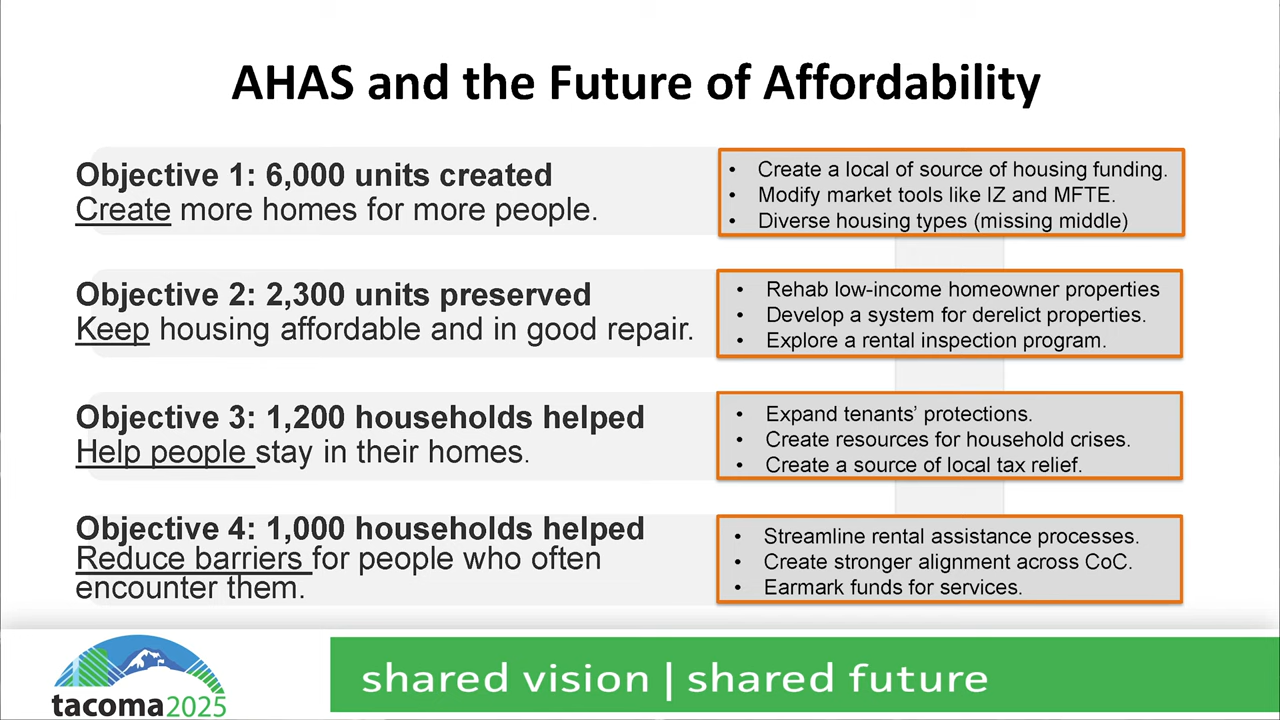 AHAS and the Future of Affordability
Objective 1: 6,000 units created
Create more homes for more people.
• Create a local of source of housing funding.
• Modify market tools like IZ and MFTE.
• Diverse housing types (missing middle)
Objective 2: 2,300 units preserved
Keep housing affordable and in good repair.
• Rehab low-income homeowner properties
• Develop a system for derelict properties.
• Explore a rental inspection program.
Objective 3: 1,200 households helped
Help people stay in their homes.
• Expand tenants’ protections.
• Create resources for household crises.
• Create a source of local tax relief.
Objective 4: 1,000 households helped
Reduce barriers for people who often
encounter them.
• Streamline rental assistance processes.
• Create stronger alignment across CoC.
• Earmark funds for services.
tacoma2025
shared vision | shared future